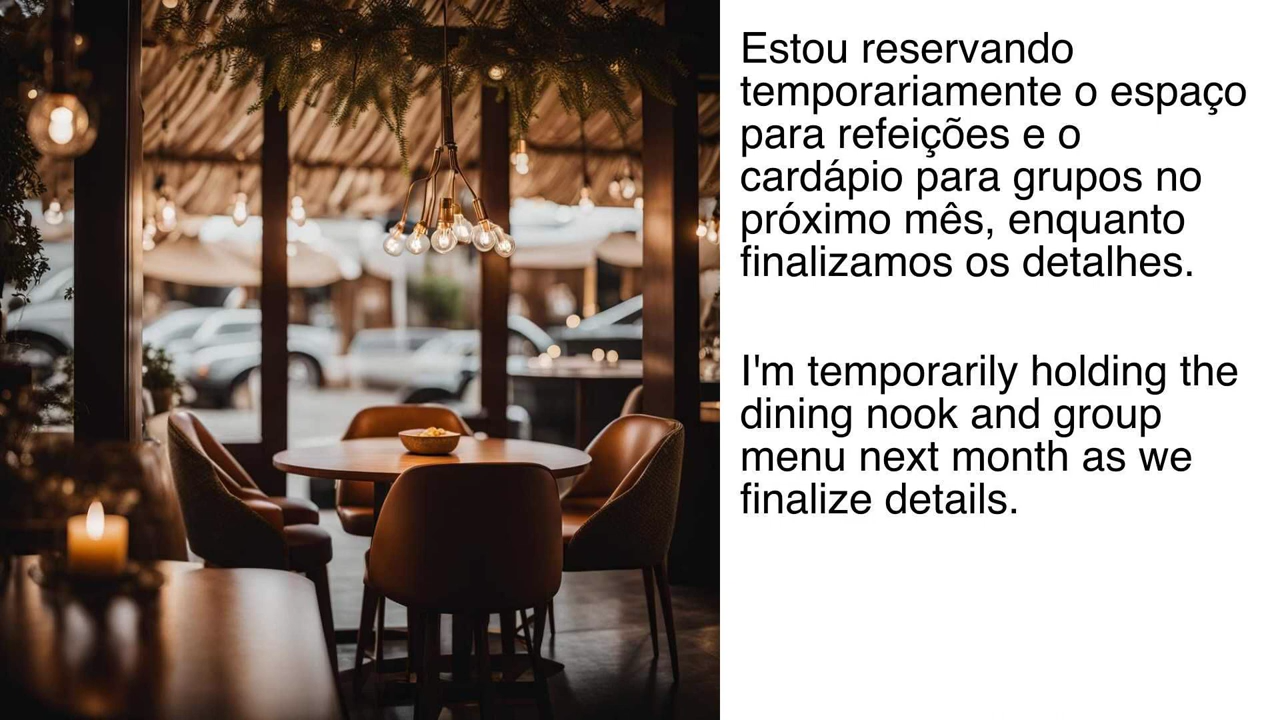 Estou reservando
temporariamente o espaço
para refeições e o
cardápio para grupos no
próximo mês, enquanto
finalizamos os detalhes.
I'm temporarily holding the
dining nook and group
menu next month as we
finalize details.